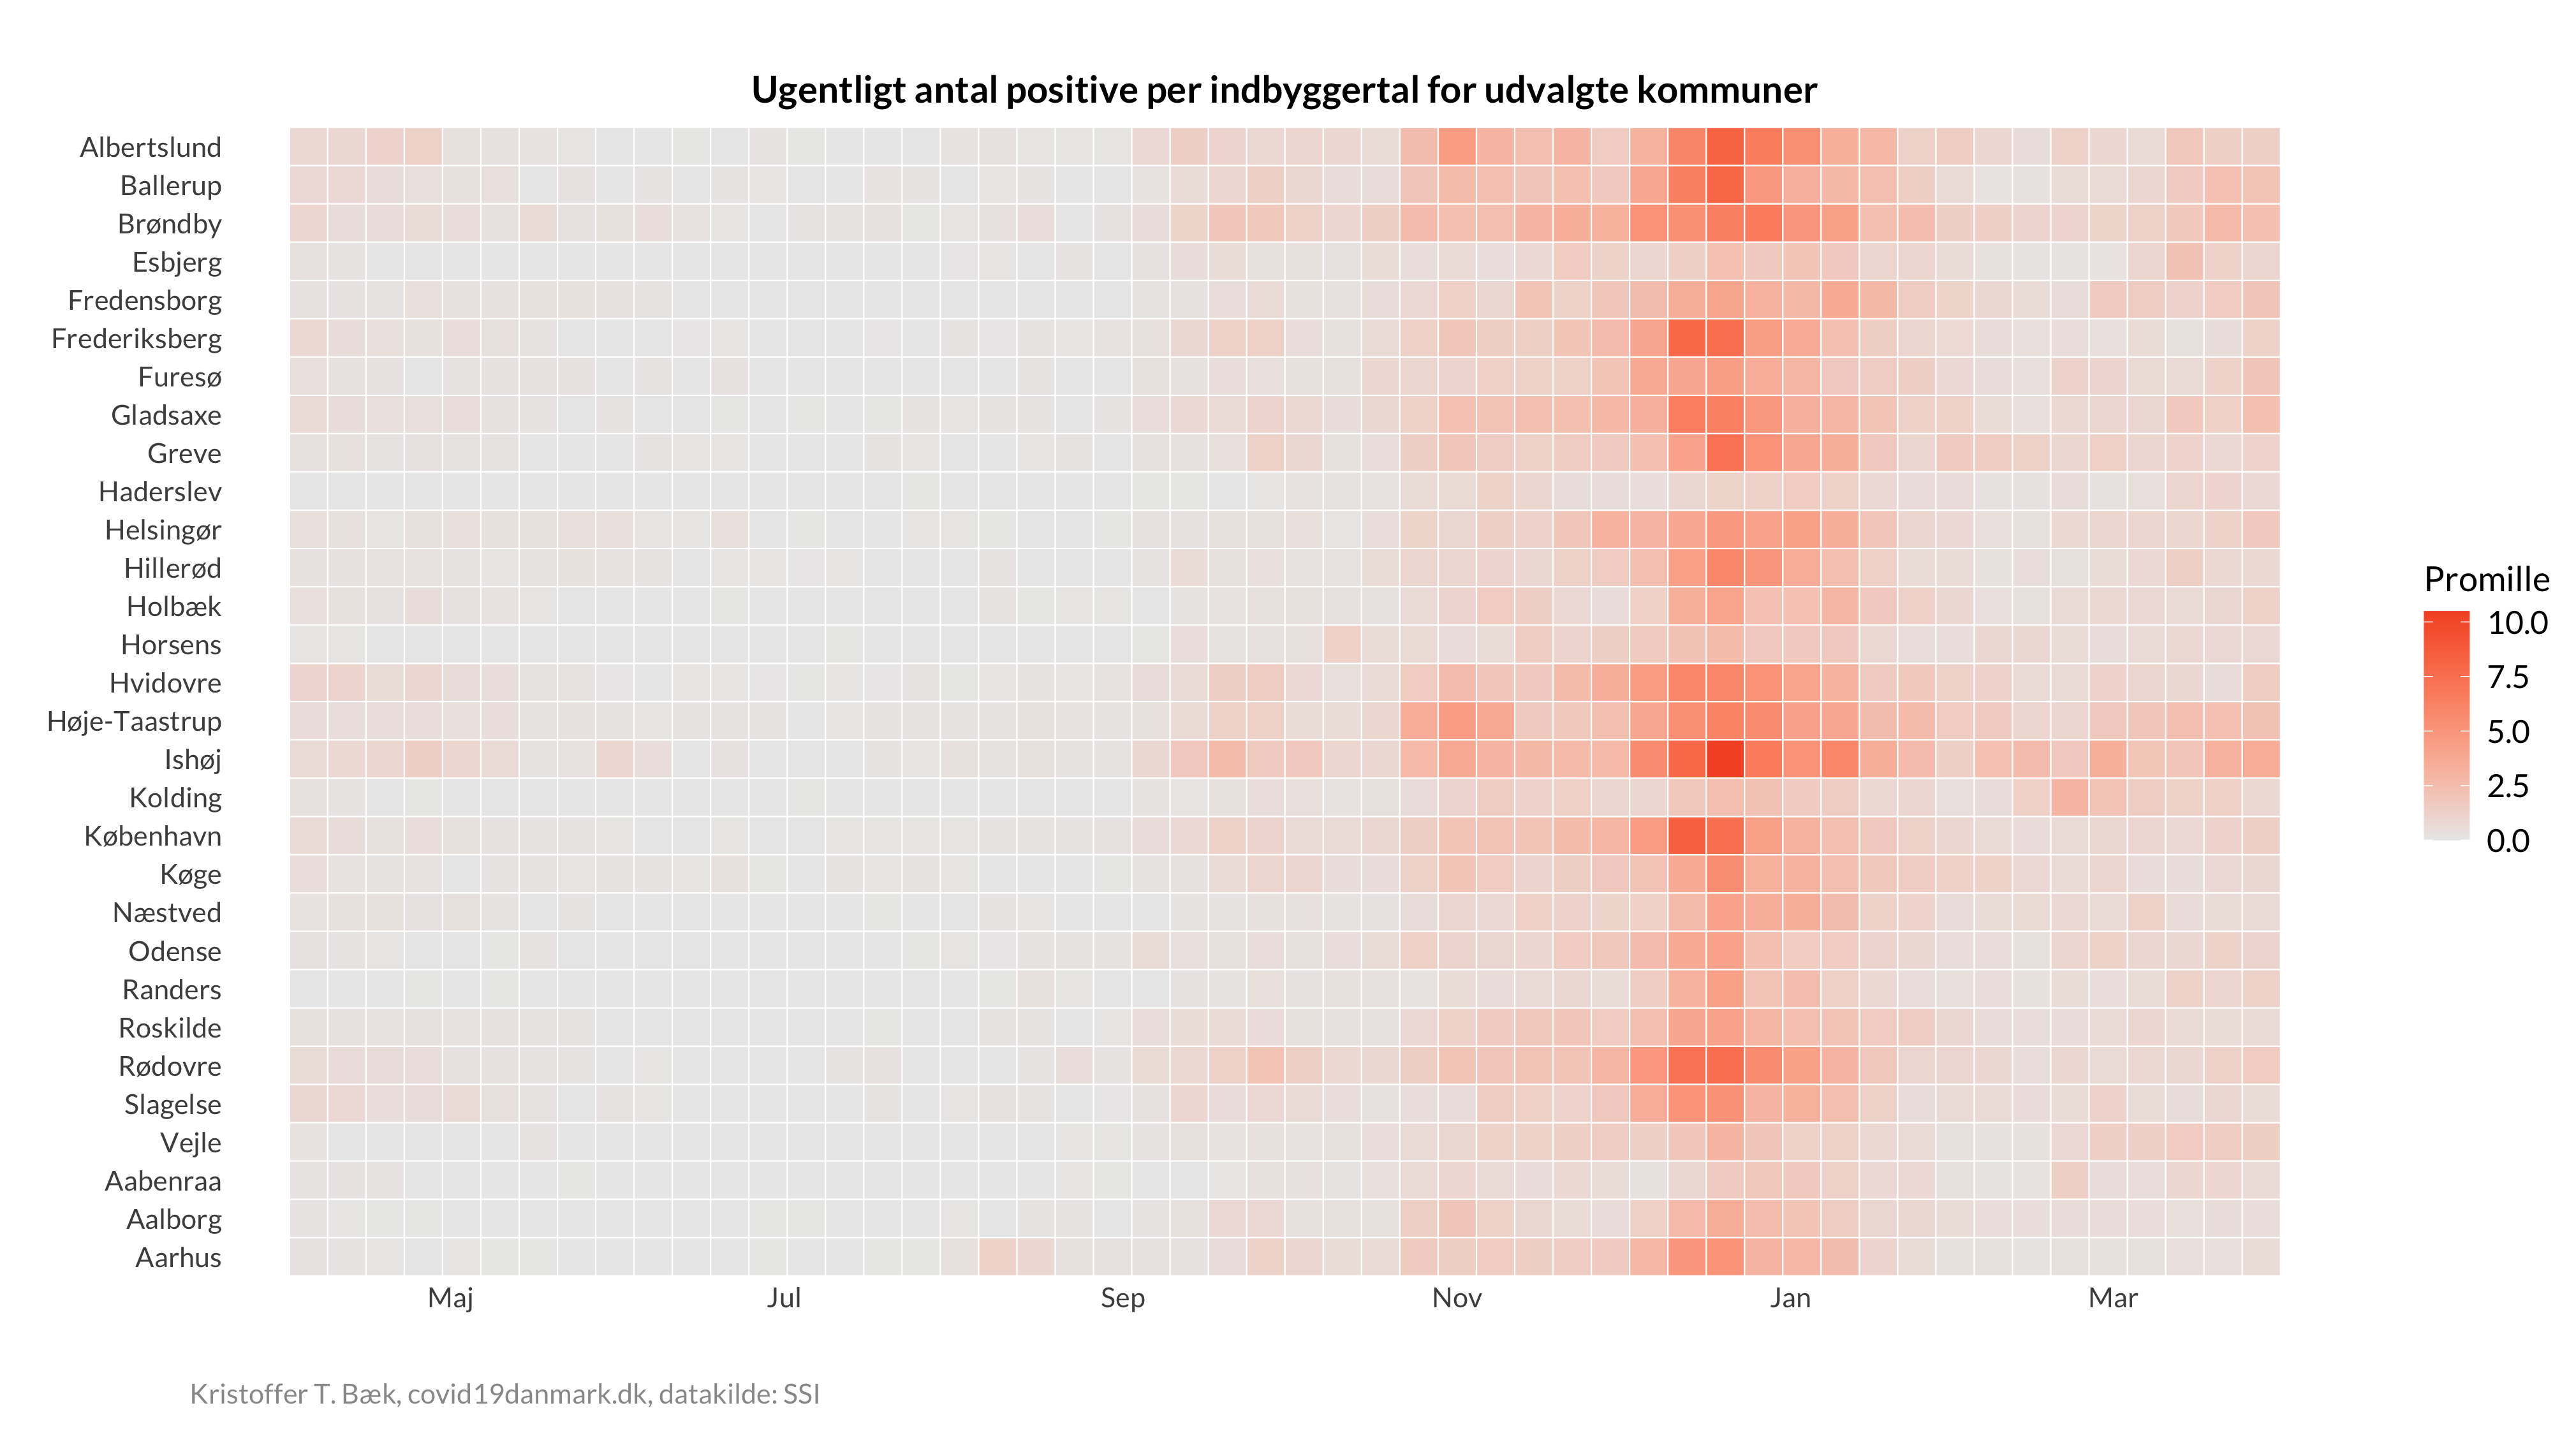 Ugentligt antal positive per indbyggertal for udvalgte kommuner
Albertslund
Ballerup
Brøndby
Esbjerg
Fredensborg
Frederiksberg
Furesø
Gladsaxe
Greve
Haderslev
Helsingør
Hillerød
Holbæk
Horsens
Hvidovre
Høje-Taastrup
Ishøj
Kolding
København
Køge
Næstved
Odense
Randers
Roskilde
Rødovre
Slagelse
Vejle
Aabenraa
Aalborg
Aarhus
Maj Jul Sep Nov Jan Mar
Promille
10.0
7.5
5.0
2.5
0.0
Kristoffer T. Bæk, covid19danmark.dk, datakilde: SSI